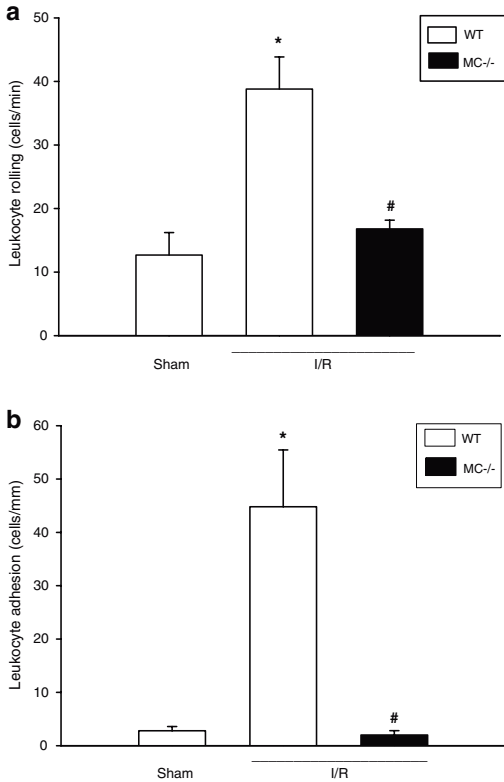 a
WT
MC-/-
Leukocyte rolling (cells/min)
50
40
30
20
10
0
*
#
Sham
I/R
b
WT
MC-/-
Leukocyte adhesion (cells/mm)
60
50
40
30
20
10
0
*
#
Sham
I/R